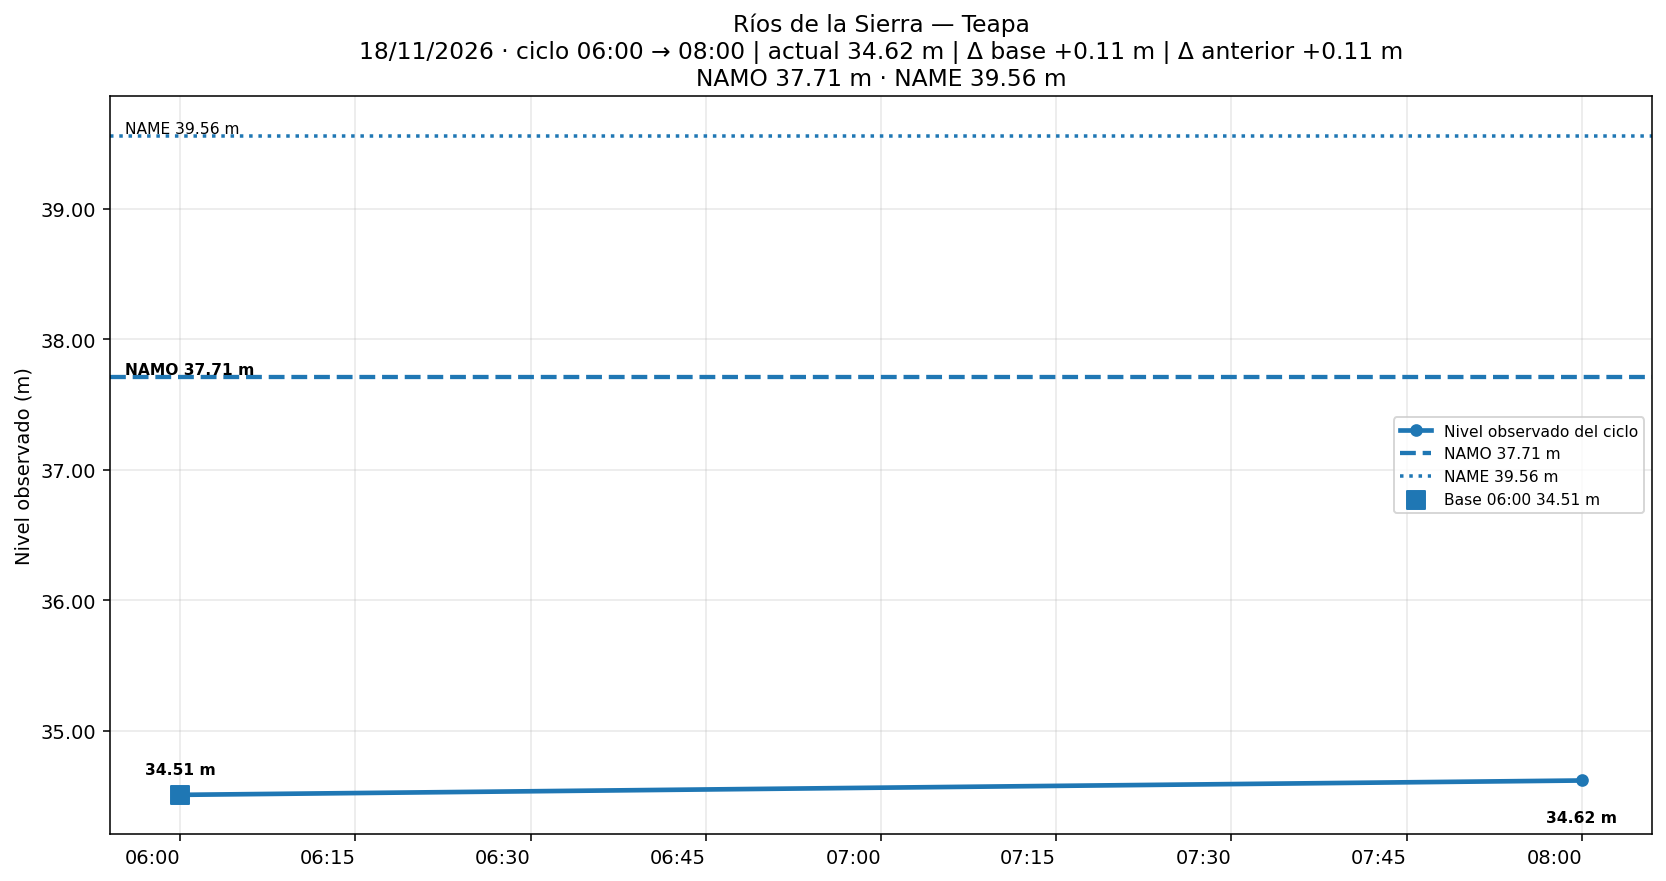 Ríos de la Sierra — Teapa
18/11/2026 · ciclo 06:00 → 08:00 | actual 34.62 m | Δ base +0.11 m | Δ anterior +0.11 m
NAMO 37.71 m · NAME 39.56 m
NAME 39.56 m
39.00
38.00
NAMO 37.71 m
Nivel observado (m)
Nivel observado del ciclo
NAMO 37.71 m
NAME 39.56 m
Base 06:00 34.51 m
37.00
36.00
35.00
34.51 m
34.62 m
06:00 06:15 06:30 06:45 07:00 07:15 07:30 07:45 08:00